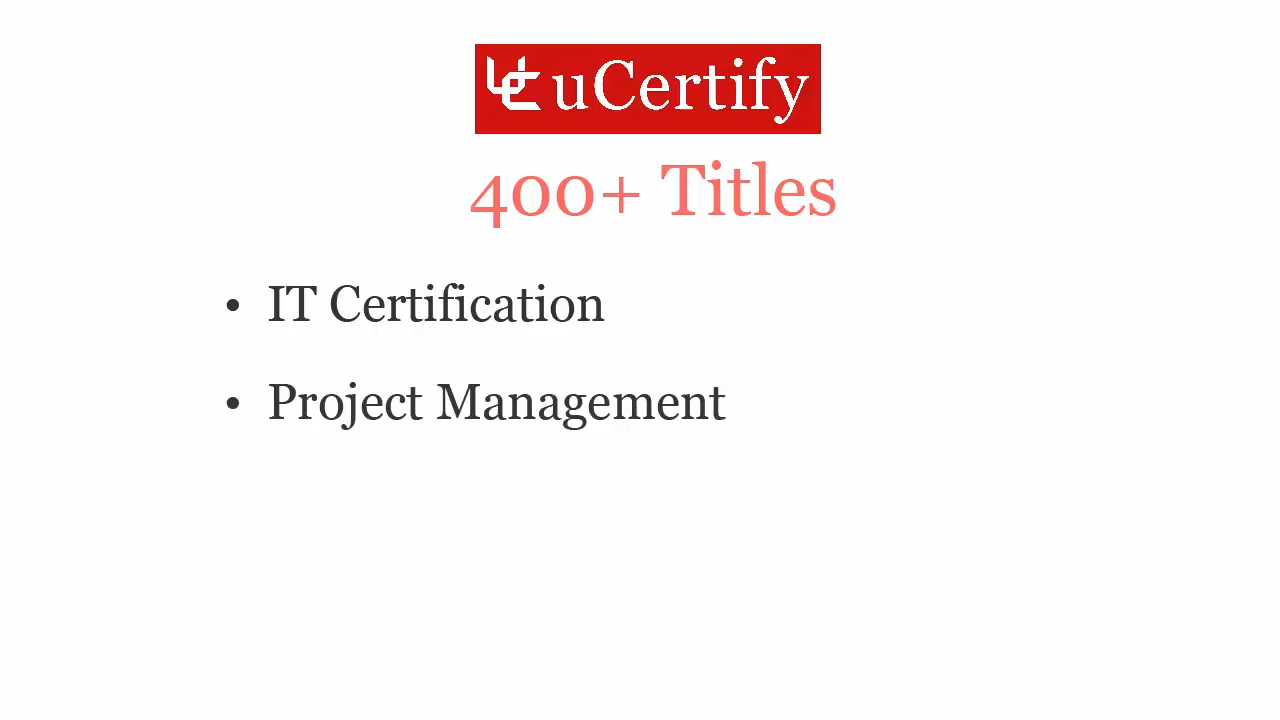 uCertify
400+ Titles
• IT Certification
• Project Management